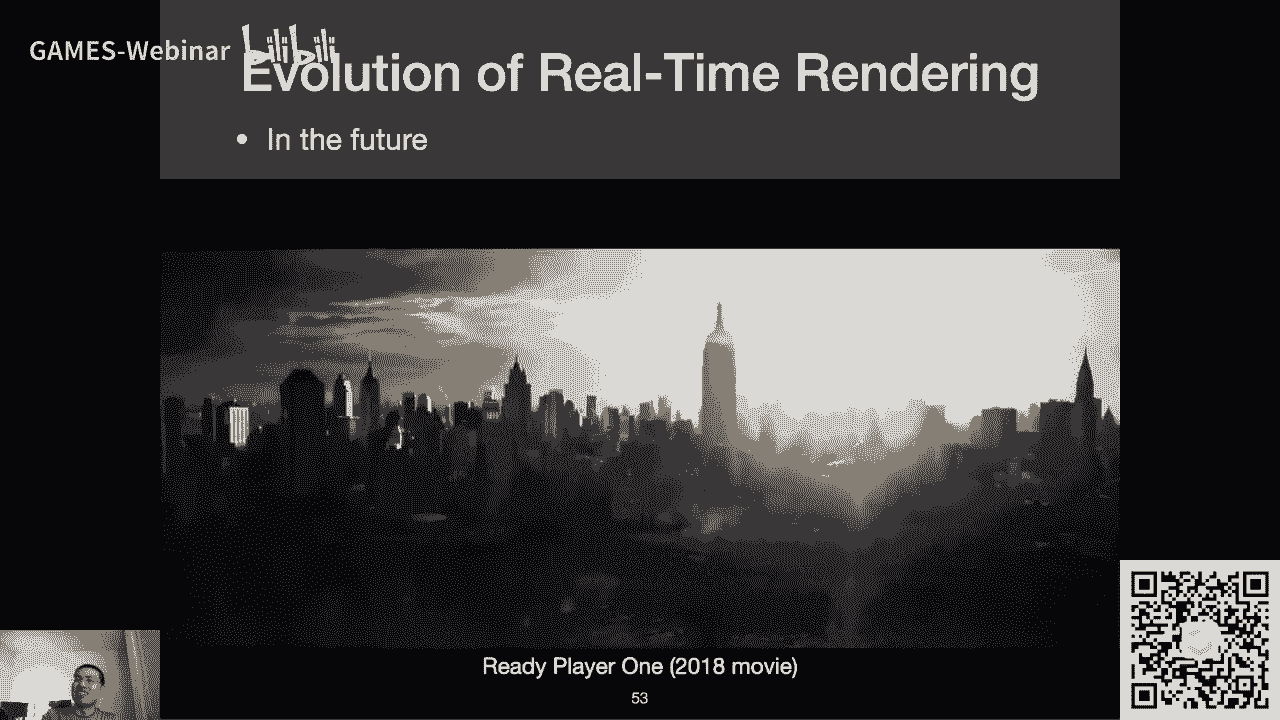 GAMES-Webinar bilibili
Evolution of Real-Time Rendering
• In the future
Ready Player One (2018 movie)
53